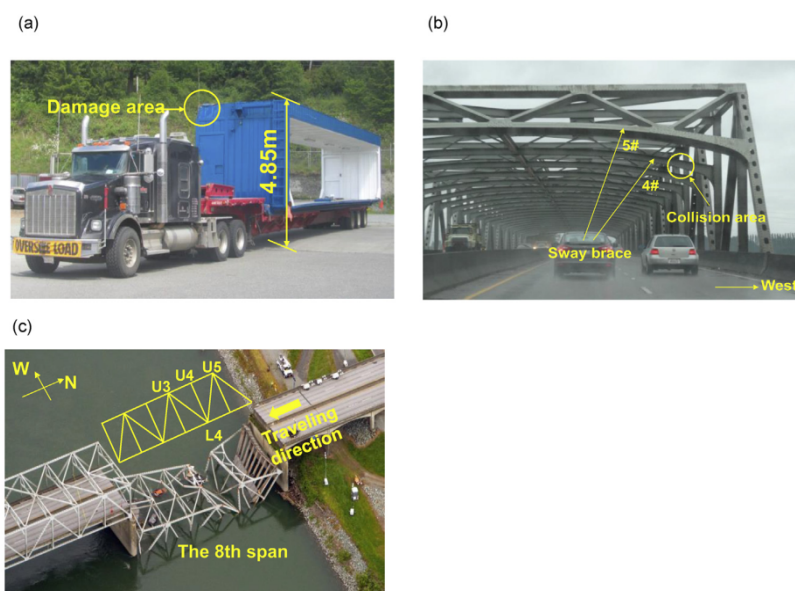 (a)
(b)
Damage area
4.85m
OVERSIZE LOAD
5#
4#
Collision area
Sway brace
West
(c)
W
N
U3
U4
U5
L4
Traveling
direction
The 8th span